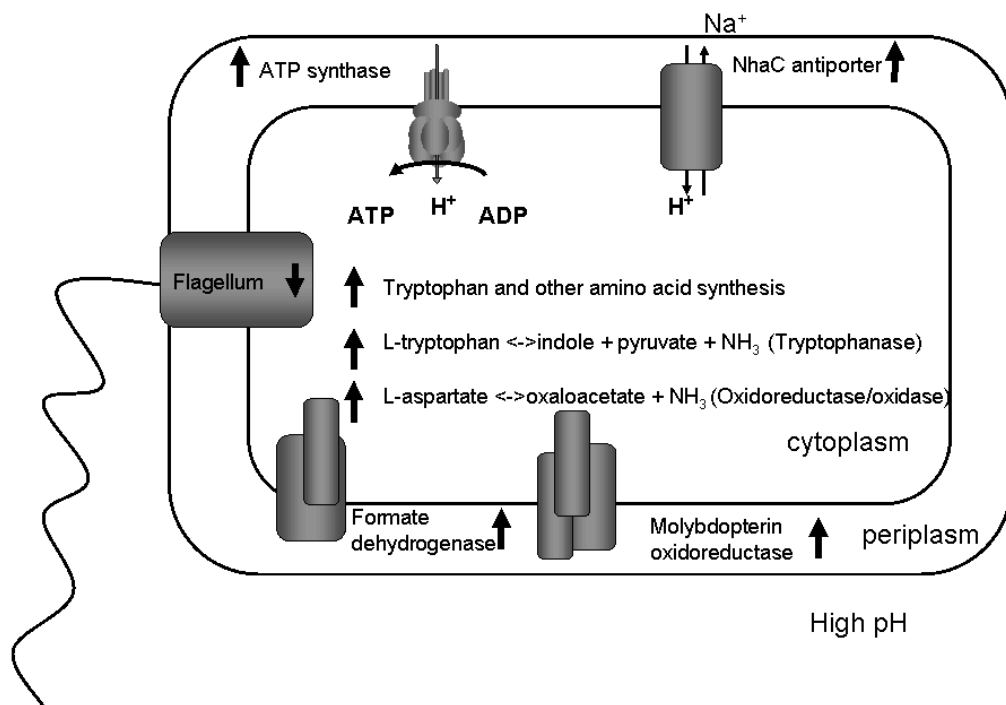 Na⁺
ATP synthase
NhaC antiporter
ATP H⁺ ADP
H⁺
Flagellum
Tryptophan and other amino acid synthesis
L-tryptophan <->indole + pyruvate + NH₃ (Tryptophanase)
L-aspartate <->oxaloacetate + NH₃ (Oxidoreductase/oxidase)
cytoplasm
Formate
dehydrogenase
Molybdopterin
oxidoreductase
periplasm
High pH